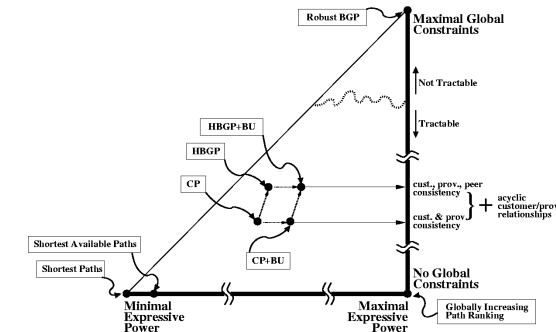 Robust BGP
Maximal Global
Constraints
Not Tractable
Tractable
HBGP+BU
HBGP
CP
cust., prov., peer
consistency
cust. & prov.
consistency
} + acyclic
customer/prov
relationships
CP+BU
Shortest Available Paths
Shortest Paths
No Global
Constraints
Minimal
Expressive
Power
Maximal
Expressive
Power
Globally Increasing
Path Ranking